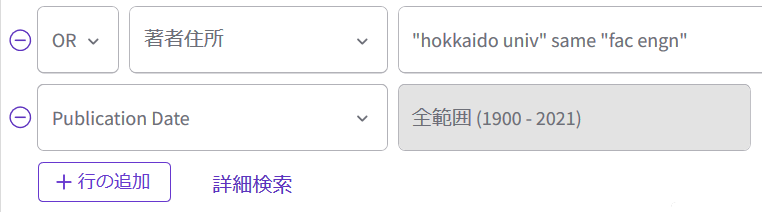 OR 著者住所 "hokkaido univ" same "fac engn"
Publication Date 全範囲 (1900 - 2021)
+ 行の追加 詳細検索